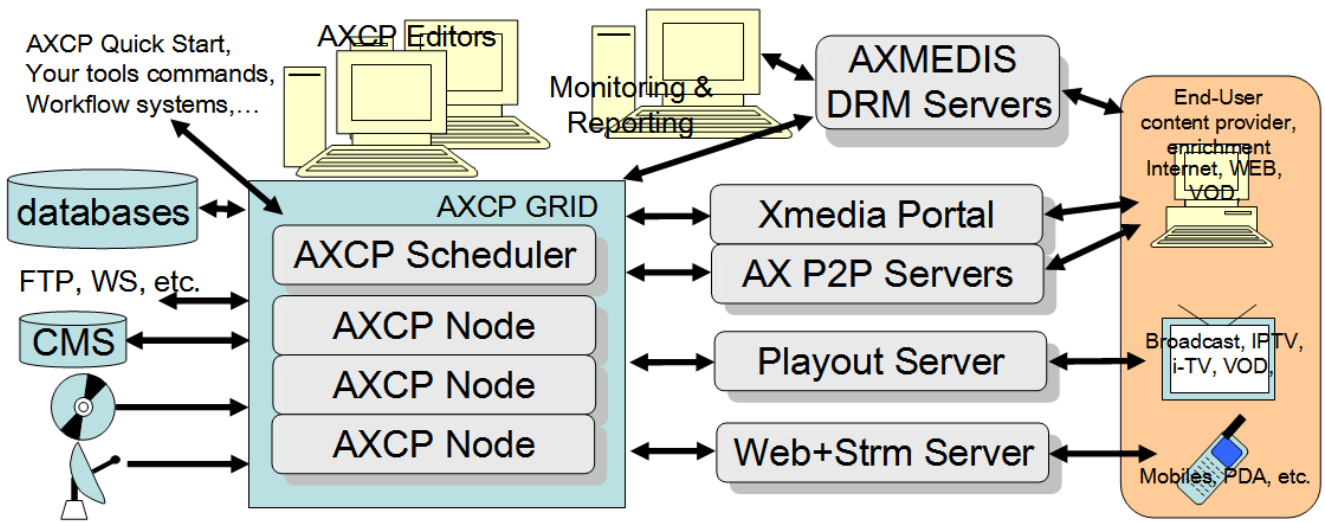 AXCP Quick Start,
Your tools commands,
Workflow systems,...
AXCP Editors
Monitoring &
Reporting
AXMEDIS
DRM Servers
End-User
content provider,
enrichment
Internet, WEB,
VOD
databases
AXCP GRID
AXCP Scheduler
Xmedia Portal
AX P2P Servers
FTP, WS, etc.
CMS
AXCP Node
AXCP Node
AXCP Node
Playout Server
Broadcast, IPTV,
i-TV, VOD,
Web+Strm Server
Mobiles, PDA, etc.